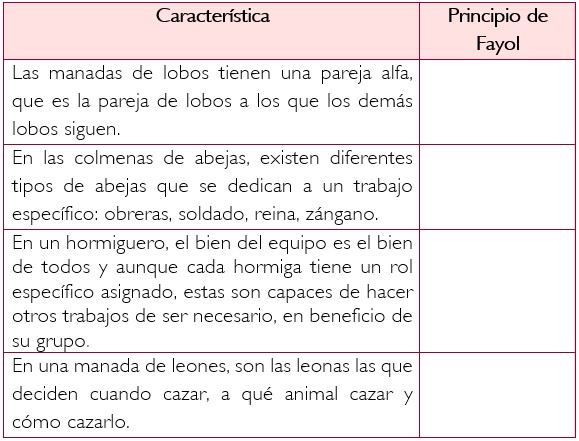 Característica
Principio de
Fayol
Las manadas de lobos tienen una pareja alfa,
que es la pareja de lobos a los que los demás
lobos siguen.
En las colmenas de abejas, existen diferentes
tipos de abejas que se dedican a un trabajo
específico: obreras, soldado, reina, zángano.
En un hormiguero, el bien del equipo es el bien
de todos y aunque cada hormiga tiene un rol
específico asignado, estas son capaces de hacer
otros trabajos de ser necesario, en beneficio de
su grupo.
En una manada de leones, son las leonas las que
deciden cuando cazar, a qué animal cazar y
cómo cazarlo.